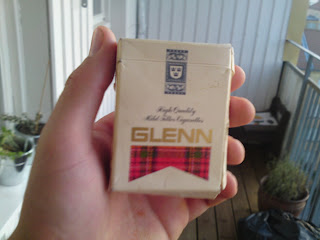 High Quality
Mild Filter Cigarettes
GLENN